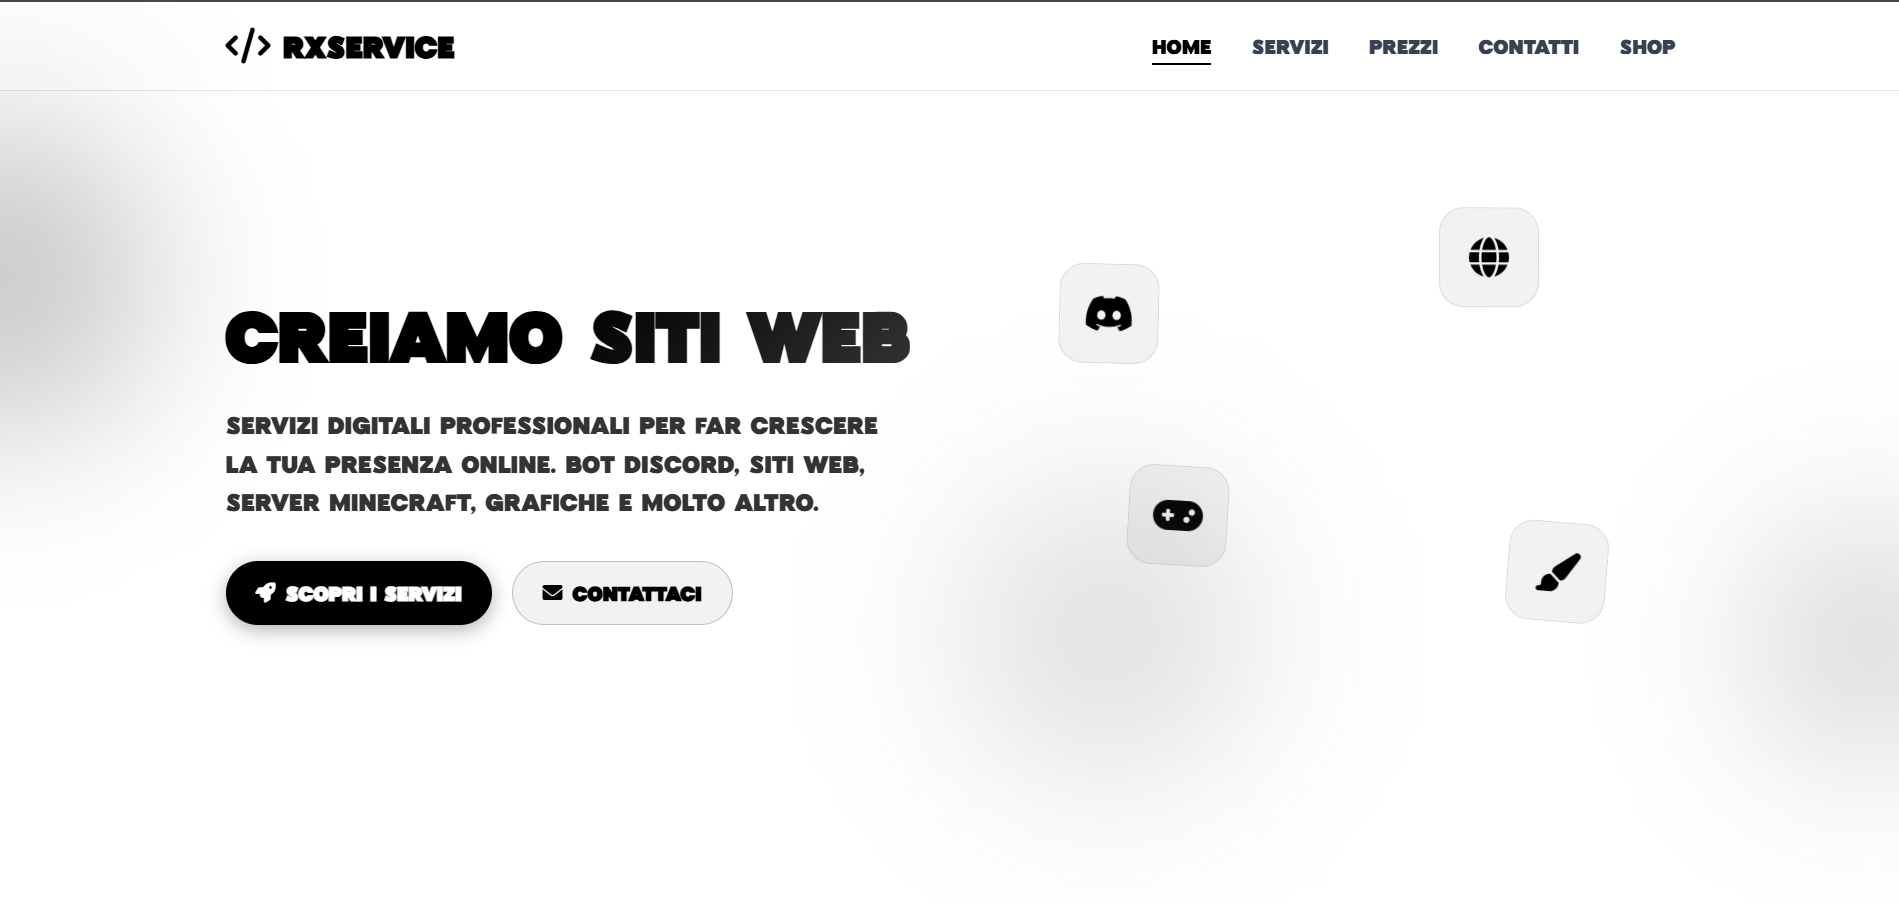 RXSERVICE
HOME SERVIZI PREZZI CONTATTI SHOP
CREIAMO SITI WEB
SERVIZI DIGITALI PROFESSIONALI PER FAR CRESCERE
LA TUA PRESENZA ONLINE. BOT DISCORD, SITI WEB,
SERVER MINECRAFT, GRAFICHE E MOLTO ALTRO.
SCOPRI I SERVIZI
CONTATTACI